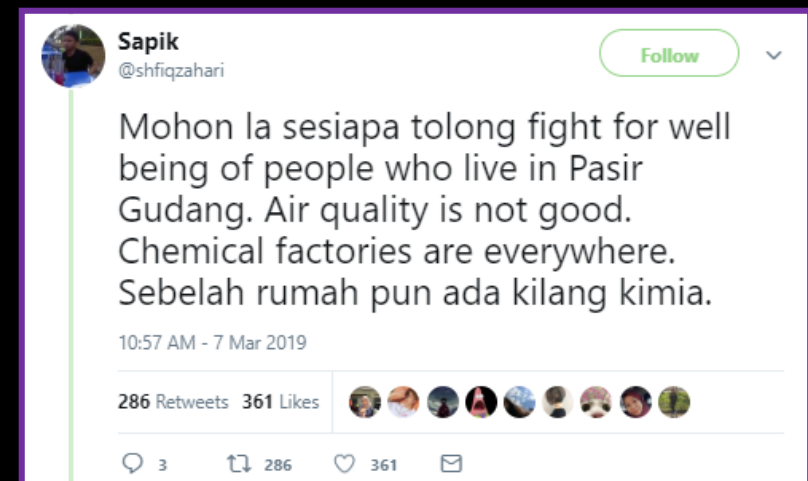 Sapik
@shfiqzahari
Follow
Mohon la sesiapa tolong fight for well
being of people who live in Pasir
Gudang. Air quality is not good.
Chemical factories are everywhere.
Sebelah rumah pun ada kilang kimia.
10:57 AM - 7 Mar 2019
286 Retweets 361 Likes
3 286 361